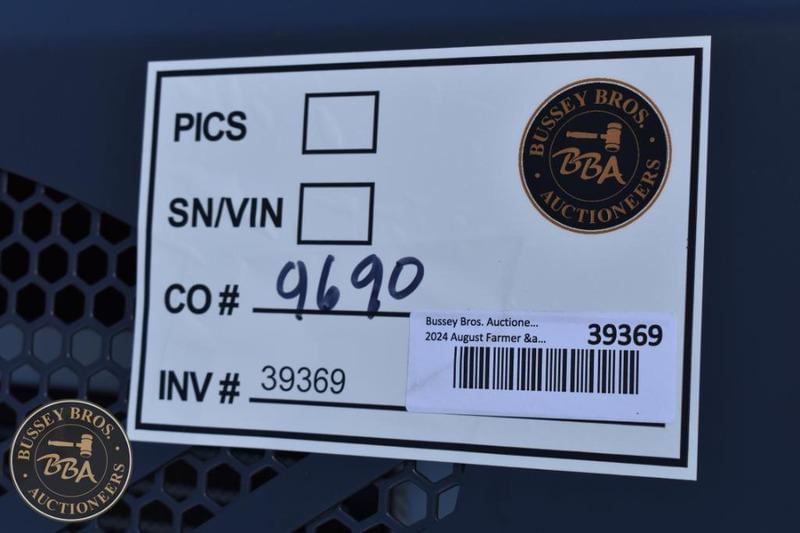 PICS
BUSSEY BROS.
BBA
AUCTIONEERS
SN/VIN
CO # 9690
Bussey Bros. Auctione...
2024 August Farmer &a...
39369
INV # 39369
BUSSEY BROS.
BBA
AUCTIONEERS